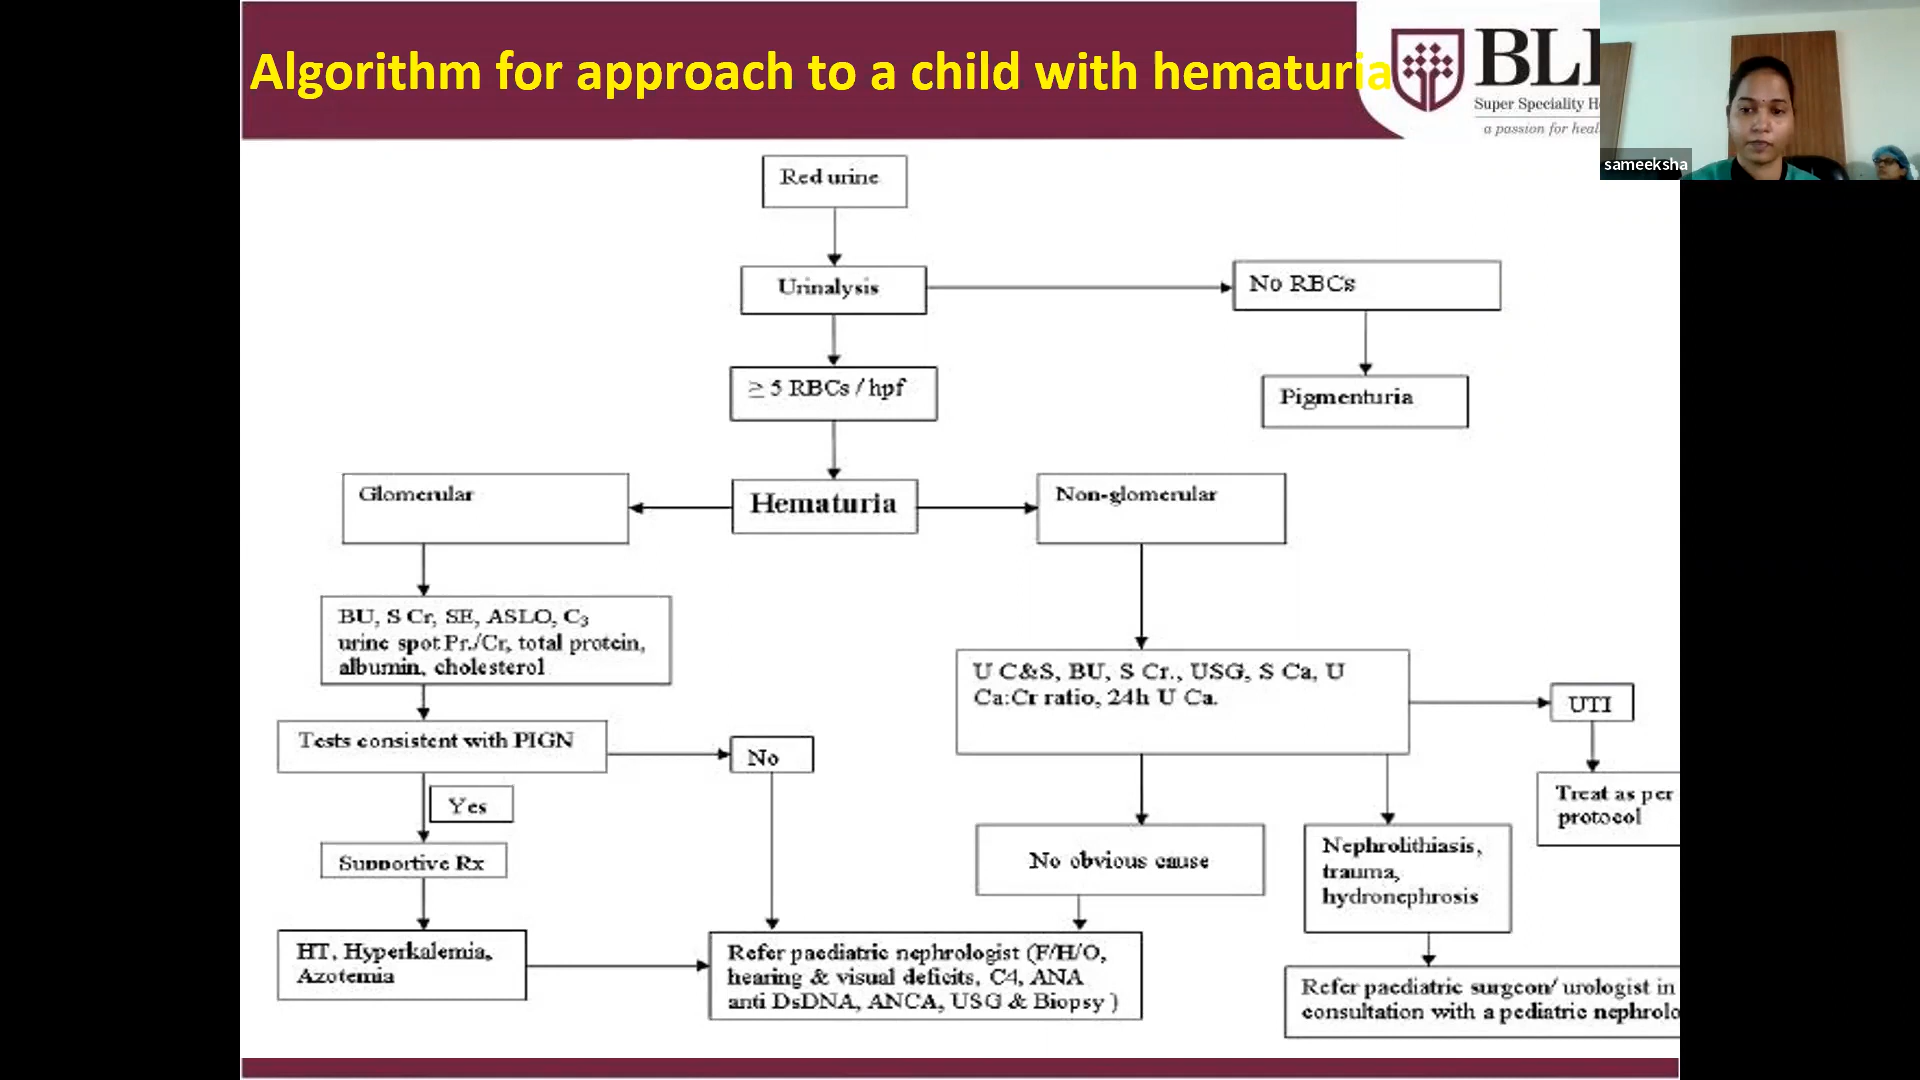 Algorithm for approach to a child with hematuria
BLI
Super Speciality H
a passion for heal
sameeksha
Red urine
Urinalysis
No RBCs
≥ 5 RBCs / hpf
Pigmenturia
Glomerular
Hematuria
Non-glomerular
BU, S Cr, SE, ASLO, C₃
urine spot Pr./Cr, total protein,
albumin, cholesterol
U C&S, BU, S Cr., USG, S Ca, U
Ca:Cr ratio, 24h U Ca.
UTI
Tests consistent with PIGN
No
Yes
Treat as per
protocol
Supportive Rx
No obvious cause
Nephrolithiasis,
trauma,
hydronephrosis
HT, Hyperkalemia,
Azotemia
Refer paediatric nephrologist (F/H/O,
hearing & visual deficits, C4, ANA
anti DsDNA, ANCA, USG & Biopsy )
Refer paediatric surgeon/ urologist in
consultation with a pediatric nephrolo